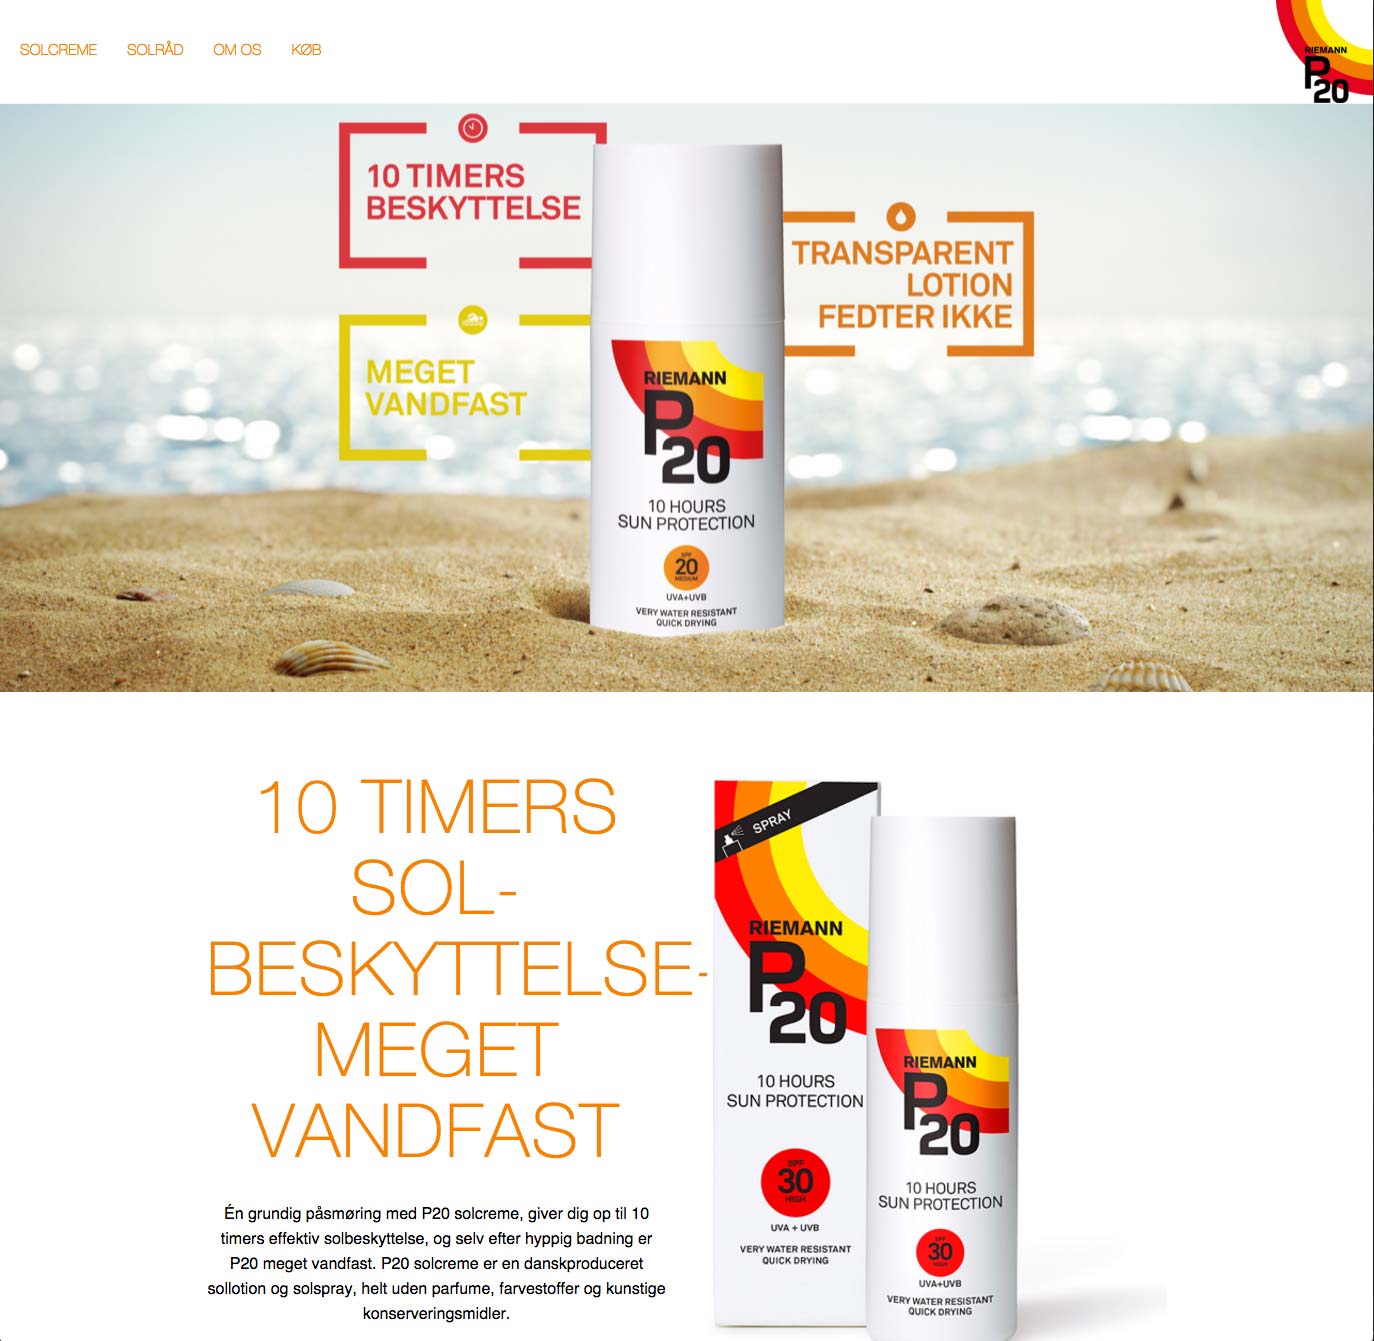 SOLCREME SOLRÅD OM OS KØB
RIEMANN
P
20
10 TIMERS
BESKYTTELSE
TRANSPARENT
LOTION
FEDTER IKKE
MEGET
VANDFAST
RIEMANN
P
20
10 HOURS
SUN PROTECTION
SPF
20
MEDIUM
UVA+UVB
VERY WATER RESISTANT
QUICK DRYING
10 TIMERS
SOL-
BESKYTTELSE-
MEGET
VANDFAST
Én grundig påsmøring med P20 solcreme, giver dig op til 10
timers effektiv solbeskyttelse, og selv efter hyppig badning er
P20 meget vandfast. P20 solcreme er en danskproduceret
sollotion og solspray, helt uden parfume, farvestoffer og kunstige
konserveringsmidler.
SPRAY
RIEMANN
P
20
10 HOURS
SUN PROTECTION
SPF
30
HIGH
UVA + UVB
VERY WATER RESISTANT
QUICK DRYING
RIEMANN
P
20
10 HOURS
SUN PROTECTION
SPF
30
HIGH
UVA+UVB
VERY WATER RESISTANT
QUICK DRYING